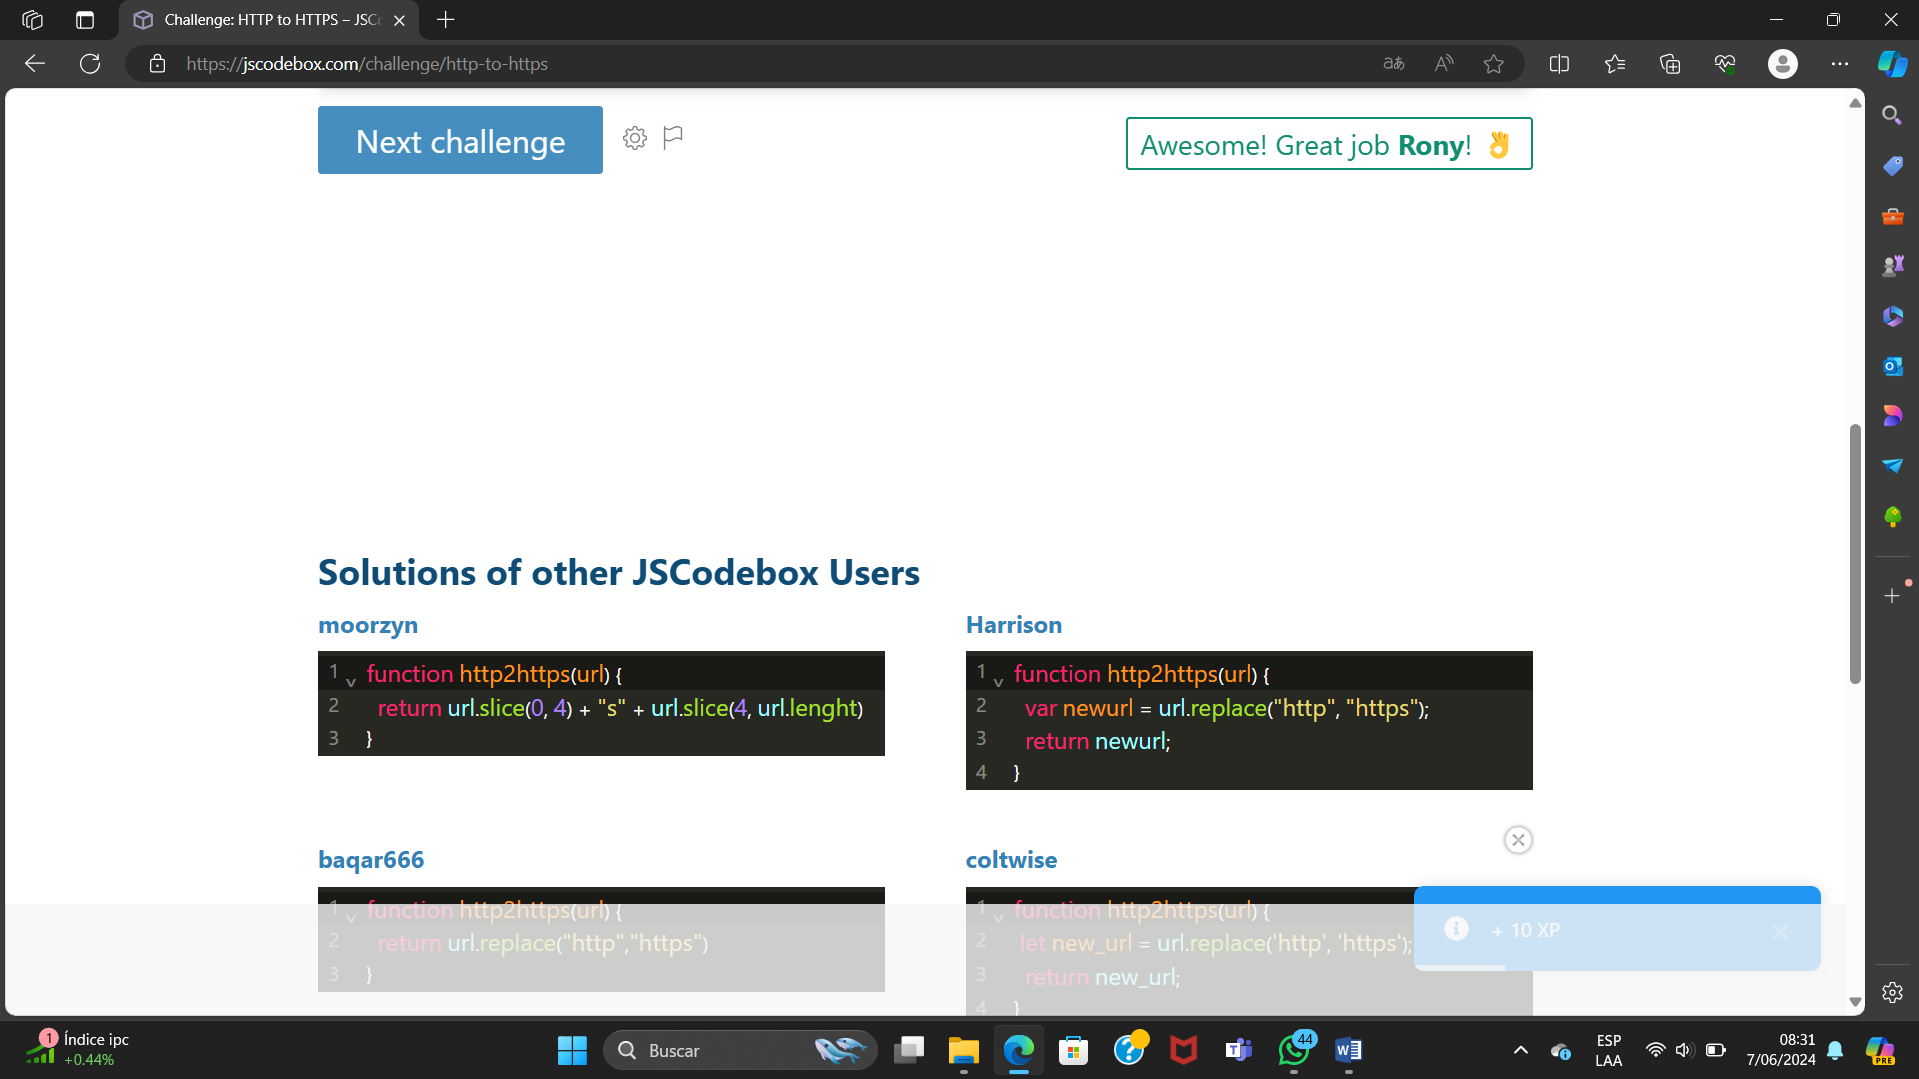 Challenge: HTTP to HTTPS – JSCo
https://jscodebox.com/challenge/http-to-https
Next challenge
Awesome! Great job Rony! 👌
Solutions of other JSCodebox Users
moorzyn
1 function http2https(url) {
2 return url.slice(0, 4) + "s" + url.slice(4, url.lenght)
3 }
Harrison
1 function http2https(url) {
2 var newurl = url.replace("http", "https");
3 return newurl;
4 }
baqar666
1 function http2https(url) {
2 return url.replace("http","https")
3 }
coltwise
1 function http2https(url) {
2 let new_url = url.replace('http', 'https');
3 return new_url;
4 }
+ 10 XP
1
Índice ipc
+0.44%
Buscar
44
ESP
LAA
08:31
7/06/2024
PRE